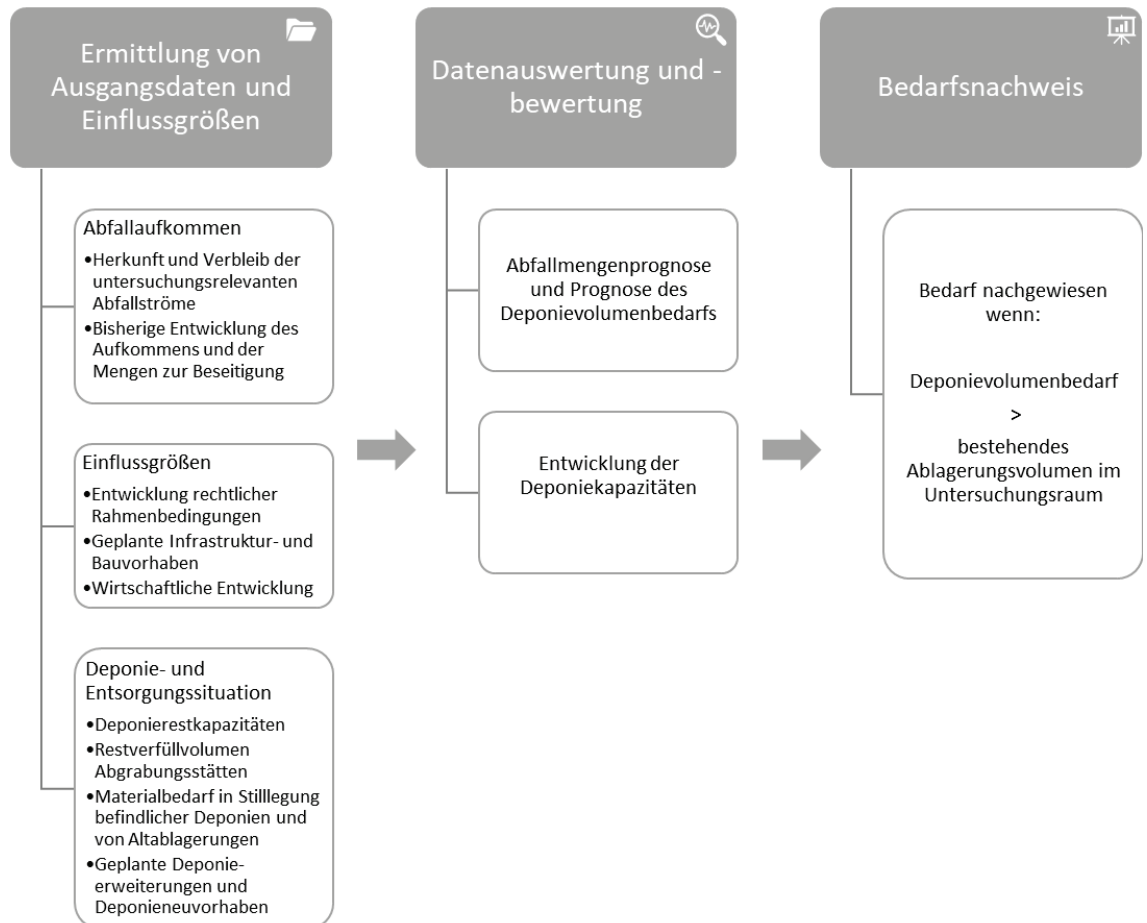 Ermittlung von
Ausgangsdaten und
Einflussgrößen
Abfallaufkommen
•Herkunft und Verbleib der
untersuchungsrelevanten
Abfallströme
•Bisherige Entwicklung des
Aufkommens und der
Mengen zur Beseitigung
Einflussgrößen
•Entwicklung rechtlicher
Rahmenbedingungen
•Geplante Infrastruktur- und
Bauvorhaben
•Wirtschaftliche Entwicklung
Deponie- und
Entsorgungssituation
•Deponierestkapazitäten
•Restverfüllvolumen
Abgrabungsstätten
•Materialbedarf in Stilllegung
befindlicher Deponien und
von Altablagerungen
•Geplante Deponie-
erweiterungen und
Deponieneuvorhaben
Datenauswertung und -
bewertung
Abfallmengenprognose
und Prognose des
Deponievolumenbedarfs
Entwicklung der
Deponiekapazitäten
Bedarfsnachweis
Bedarf nachgewiesen
wenn:
Deponievolumenbedarf
>
bestehendes
Ablagerungsvolumen im
Untersuchungsraum